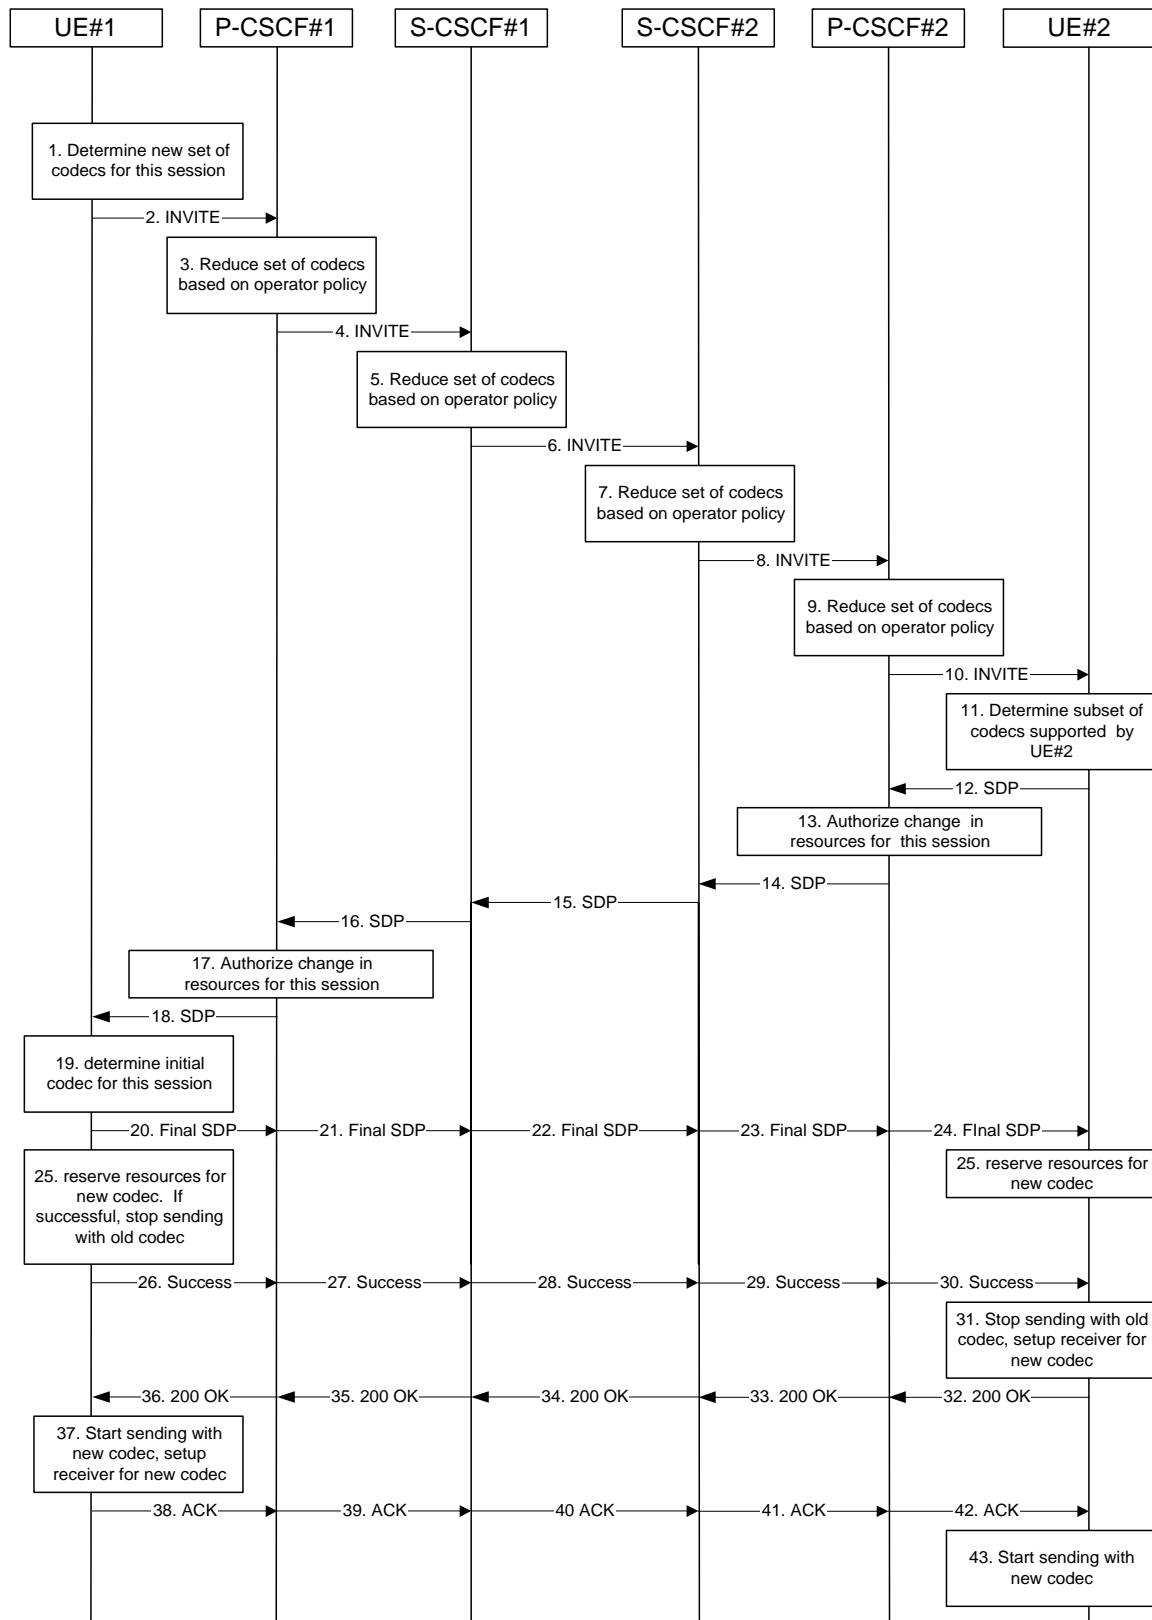 UE#1 P-CSCF#1 S-CSCF#1 S-CSCF#2 P-CSCF#2 UE#2
1. Determine new set of
codecs for this session
2. INVITE
3. Reduce set of codecs
based on operator policy
4. INVITE
5. Reduce set of codecs
based on operator policy
6. INVITE
7. Reduce set of codecs
based on operator policy
8. INVITE
9. Reduce set of codecs
based on operator policy
10. INVITE
11. Determine subset of
codecs supported by
UE#2
12. SDP
13. Authorize change in
resources for this session
14. SDP
15. SDP
16. SDP
17. Authorize change in
resources for this session
18. SDP
19. determine initial
codec for this session
20. Final SDP 21. Final SDP 22. Final SDP 23. Final SDP 24. FInal SDP
25. reserve resources for
new codec. If
successful, stop sending
with old codec
25. reserve resources for
new codec
26. Success 27. Success 28. Success 29. Success 30. Success
31. Stop sending with old
codec, setup receiver for
new codec
36. 200 OK 35. 200 OK 34. 200 OK 33. 200 OK 32. 200 OK
37. Start sending with
new codec, setup
receiver for new codec
38. ACK 39. ACK 40 ACK 41. ACK 42. ACK
43. Start sending with
new codec